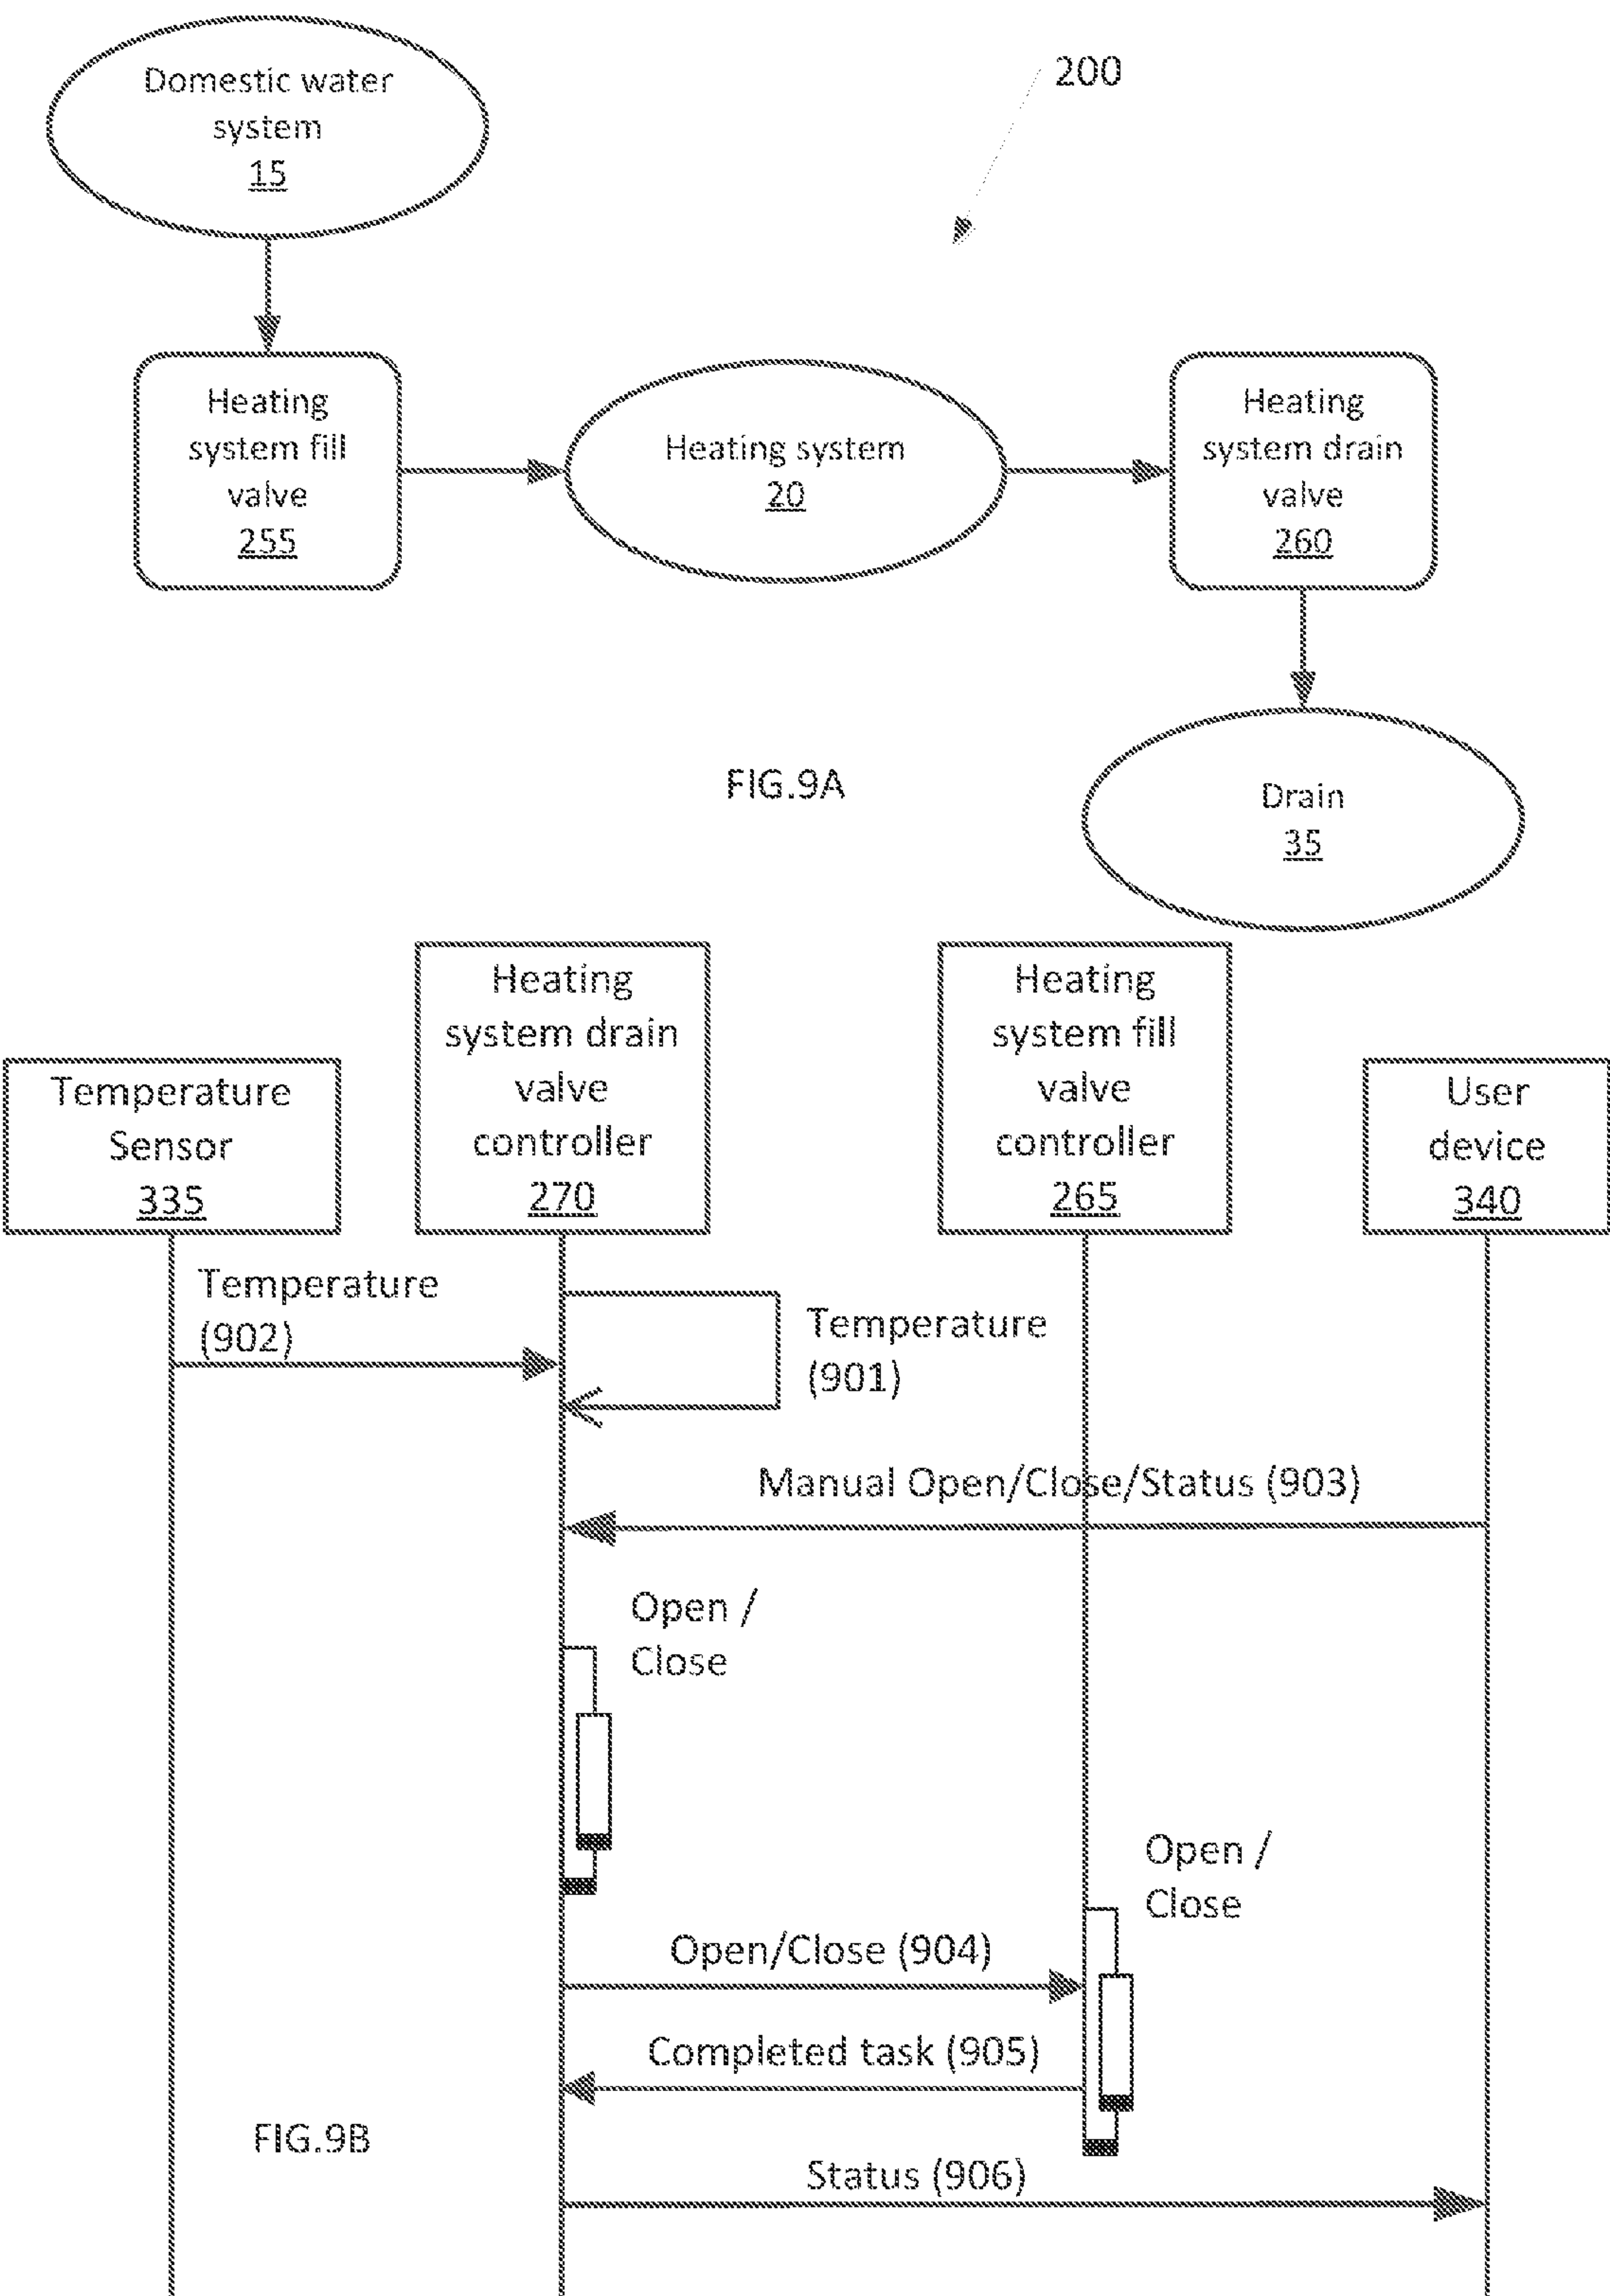 Domestic water
system
15
200
Heating
system fill
valve
255
Heating system
20
Heating
system drain
valve
260
FIG.9A
Drain
35
Temperature
Sensor
335
Heating
system drain
valve
controller
270
Heating
system fill
valve
controller
265
User
device
340
Temperature
(902)
Temperature
(901)
Manual Open/Close/Status (903)
Open /
Close
Open /
Close
Open/Close (904)
Completed task (905)
FIG.9B
Status (906)